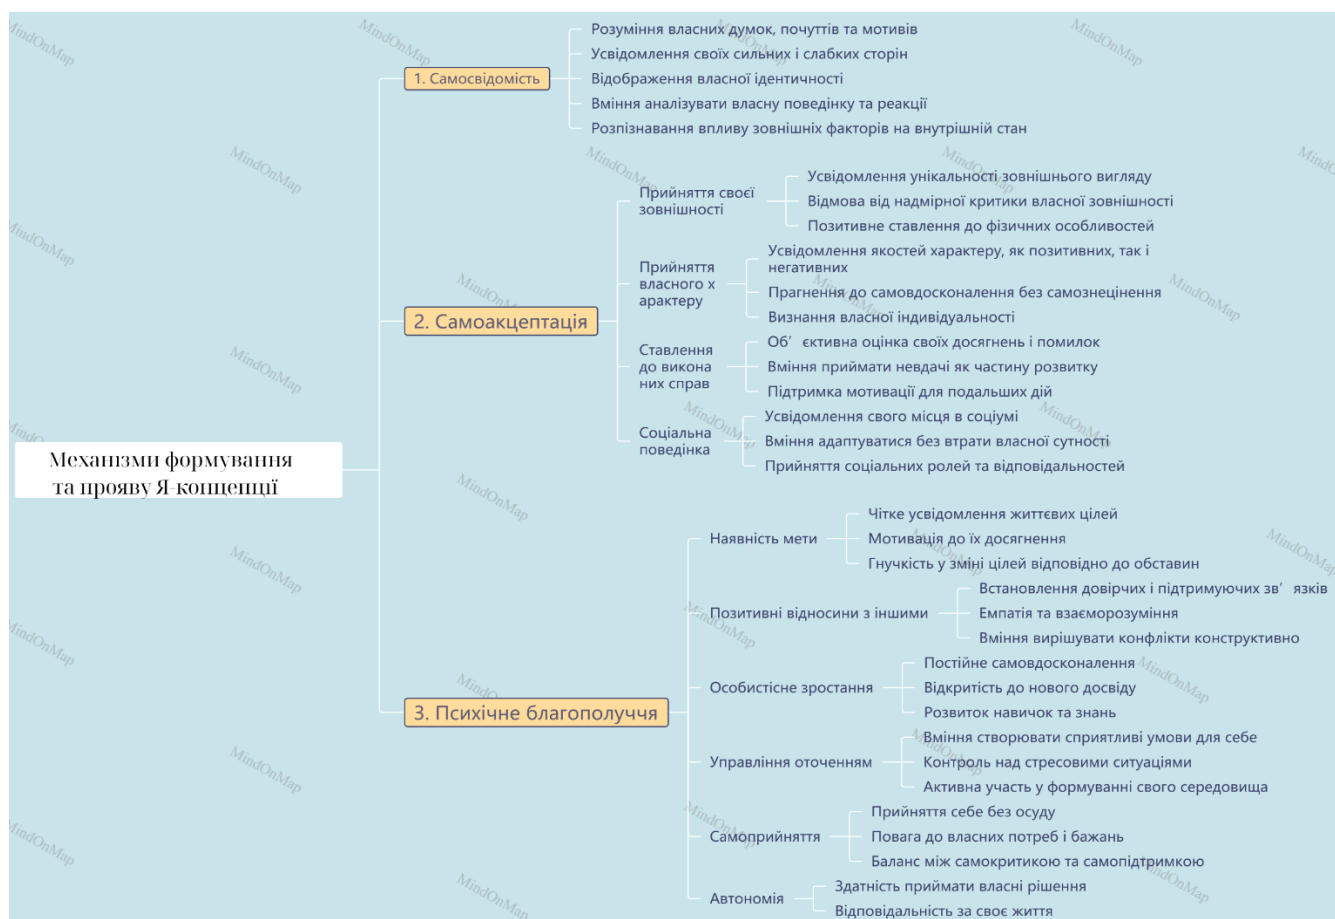 Механізми формування
та прояву Я-концепції
1. Самосвідомість
Розуміння власних думок, почуттів та мотивів
Усвідомлення своїх сильних і слабких сторін
Відображення власної ідентичності
Вміння аналізувати власну поведінку та реакції
Розпізнавання впливу зовнішніх факторів на внутрішній стан
2. Самоакцептація
Прийняття своєї
зовнішності
Усвідомлення унікальності зовнішнього вигляду
Відмова від надмірної критики власної зовнішності
Позитивне ставлення до фізичних особливостей
Прийняття
власного х
арактеру
Усвідомлення якостей характеру, як позитивних, так і
негативних
Прагнення до самовдосконалення без самознецінення
Визнання власної індивідуальності
Ставлення
до викона
них справ
Об’ єктивна оцінка своїх досягнень і помилок
Вміння приймати невдачі як частину розвитку
Підтримка мотивації для подальших дій
Соціальна
поведінка
Усвідомлення свого місця в соціумі
Вміння адаптуватися без втрати власної сутності
Прийняття соціальних ролей та відповідальностей
3. Психічне благополуччя
Наявність мети
Чітке усвідомлення життєвих цілей
Мотивація до їх досягнення
Гнучкість у зміні цілей відповідно до обставин
Позитивні відносини з іншими
Встановлення довірчих і підтримуючих зв’ язків
Емпатія та взаєморозуміння
Вміння вирішувати конфлікти конструктивно
Особистісне зростання
Постійне самовдосконалення
Відкритість до нового досвіду
Розвиток навичок та знань
Управління оточенням
Вміння створювати сприятливі умови для себе
Контроль над стресовими ситуаціями
Активна участь у формуванні свого середовища
Самоприйняття
Прийняття себе без осуду
Повага до власних потреб і бажань
Баланс між самокритикою та самопідтримкою
Автономія
Здатність приймати власні рішення
Відповідальність за своє життя
MindOnMap